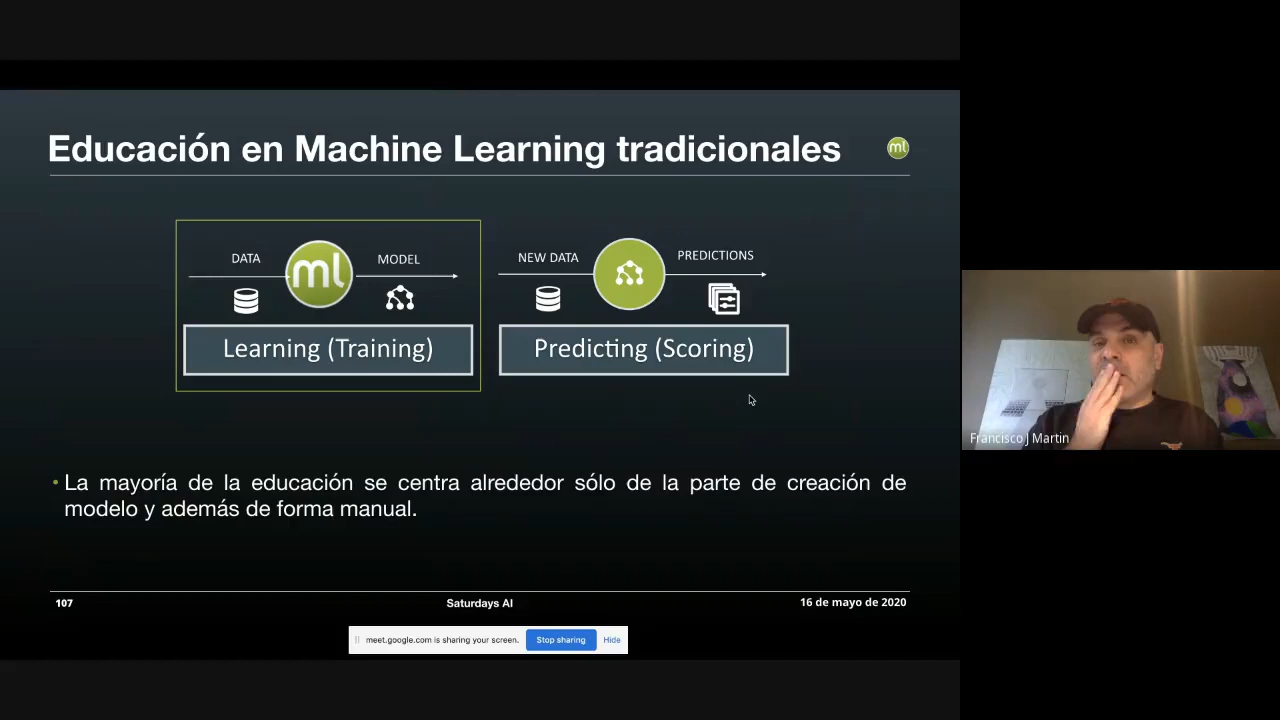 Educación en Machine Learning tradicionales
ml
DATA
ml
MODEL
Learning (Training)
NEW DATA
PREDICTIONS
Predicting (Scoring)
• La mayoría de la educación se centra alrededor sólo de la parte de creación de
modelo y además de forma manual.
107
Saturdays AI
16 de mayo de 2020
meet.google.com is sharing your screen.
Stop sharing
Hide
Francisco J Martin